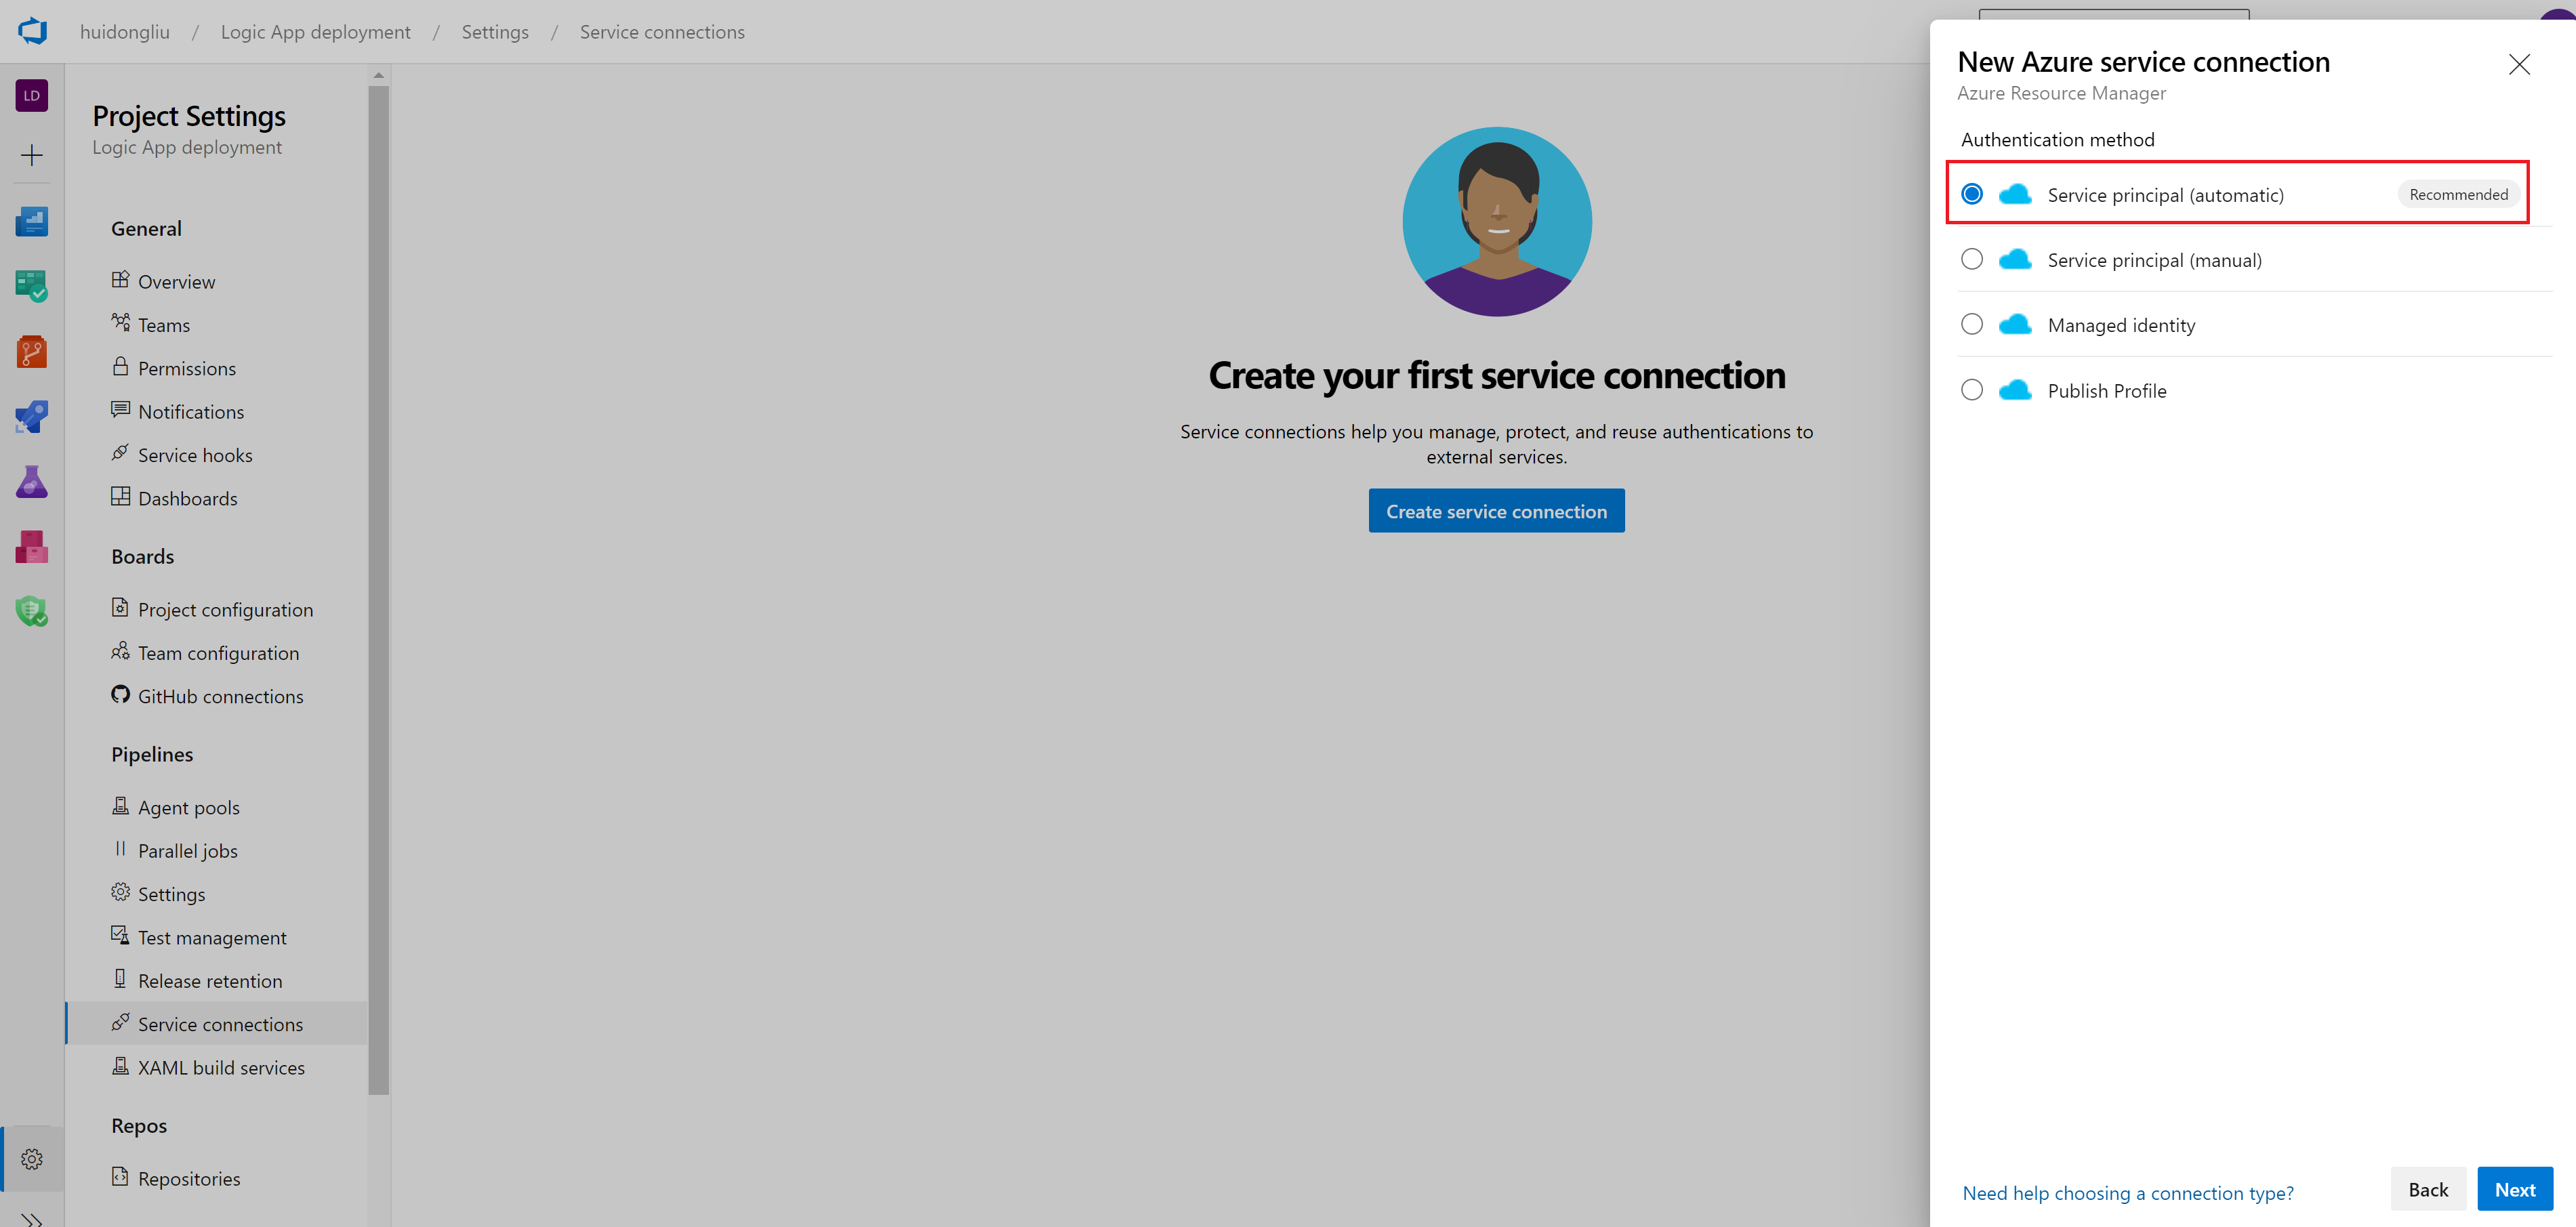 huidongliu / Logic App deployment / Settings / Service connections
LD
Project Settings
Logic App deployment
General
Overview
Teams
Permissions
Notifications
Service hooks
Dashboards
Boards
Project configuration
Team configuration
GitHub connections
Pipelines
Agent pools
Parallel jobs
Settings
Test management
Release retention
Service connections
XAML build services
Repos
Repositories
Create your first service connection
Service connections help you manage, protect, and reuse authentications to
external services.
Create service connection
New Azure service connection
Azure Resource Manager
Authentication method
Service principal (automatic) Recommended
Service principal (manual)
Managed identity
Publish Profile
Need help choosing a connection type?
Back Next